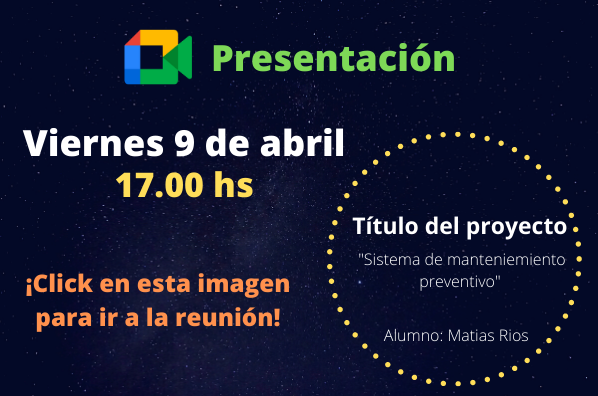 Presentación
Viernes 9 de abril
17.00 hs
¡Click en esta imagen
para ir a la reunión!
Título del proyecto
"Sistema de manteniemiento
preventivo"
Alumno: Matias Rios